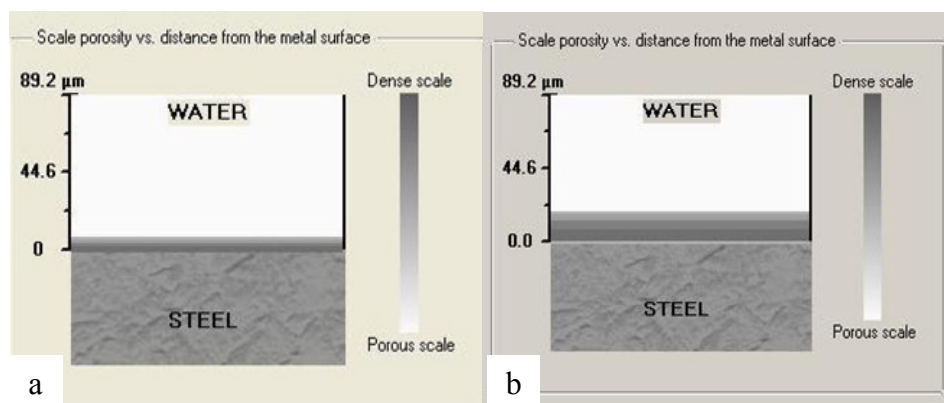 Scale porosity vs. distance from the metal surface
89.2 µm
Dense scale
WATER
44.6
0
STEEL
Porous scale
a
Scale porosity vs. distance from the metal surface
89.2 µm
Dense scale
WATER
44.6
0.0
STEEL
Porous scale
b